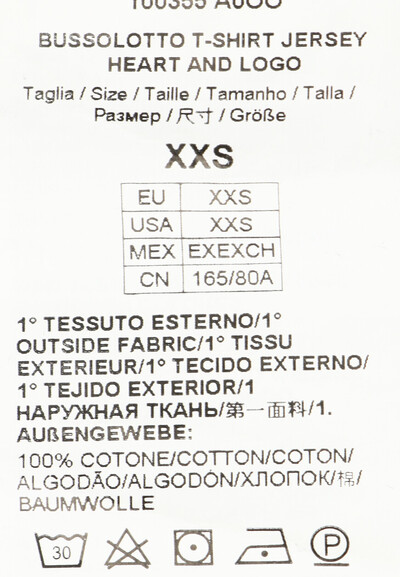 BUSSOLOTTO T-SHIRT JERSEY
HEART AND LOGO
Taglia / Size / Taille / Tamanho / Talla /
Размер / 尺寸 / Größe
XXS
EU XXS
USA XXS
MEX EXEXCH
CN 165/80A
1° TESSUTO ESTERNO/1°
OUTSIDE FABRIC/1° TISSU
EXTERIEUR/1° TECIDO EXTERNO/
1° TEJIDO EXTERIOR/1
НАРУЖНАЯ ТКАНЬ/第一面料/1.
AUßENGEWEBE:
100% COTONE/COTTON/COTON/
ALGODÃO/ALGODÓN/ХЛОПОК/棉/
BAUMWOLLE
30 P